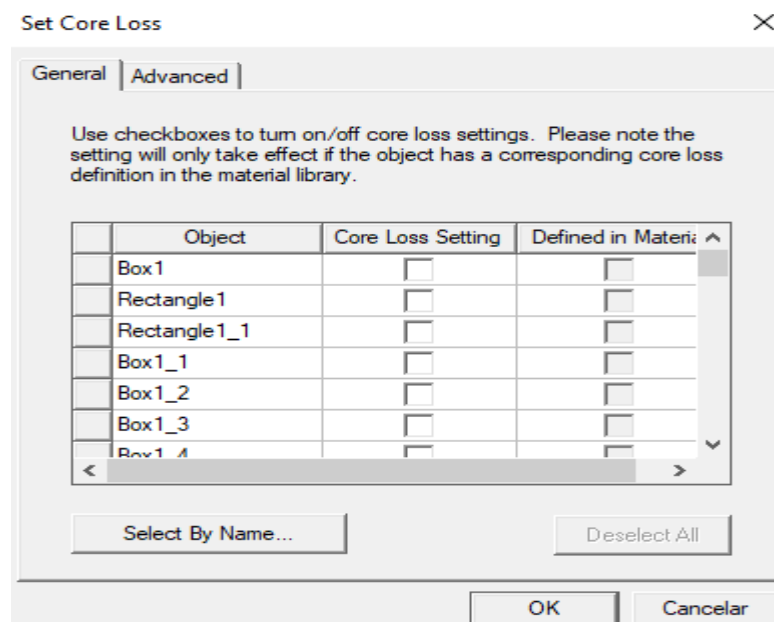 Set Core Loss
General
Advanced
Use checkboxes to turn on/off core loss settings. Please note the
setting will only take effect if the object has a corresponding core loss
definition in the material library.
Object Core Loss Setting Defined in Materia
Box1
Rectangle1
Rectangle1_1
Box1_1
Box1_2
Box1_3
Box1_4
Select By Name...
Deselect All
OK
Cancelar